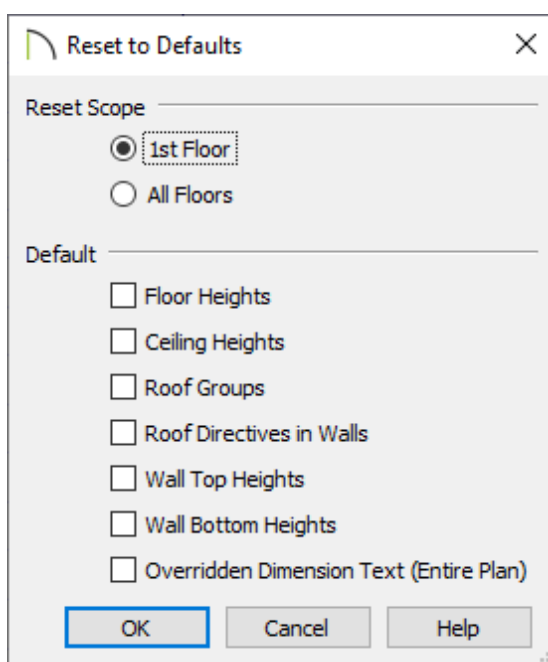 Reset to Defaults
Reset Scope
1st Floor
All Floors
Default
Floor Heights
Ceiling Heights
Roof Groups
Roof Directives in Walls
Wall Top Heights
Wall Bottom Heights
Overridden Dimension Text (Entire Plan)
OK Cancel Help